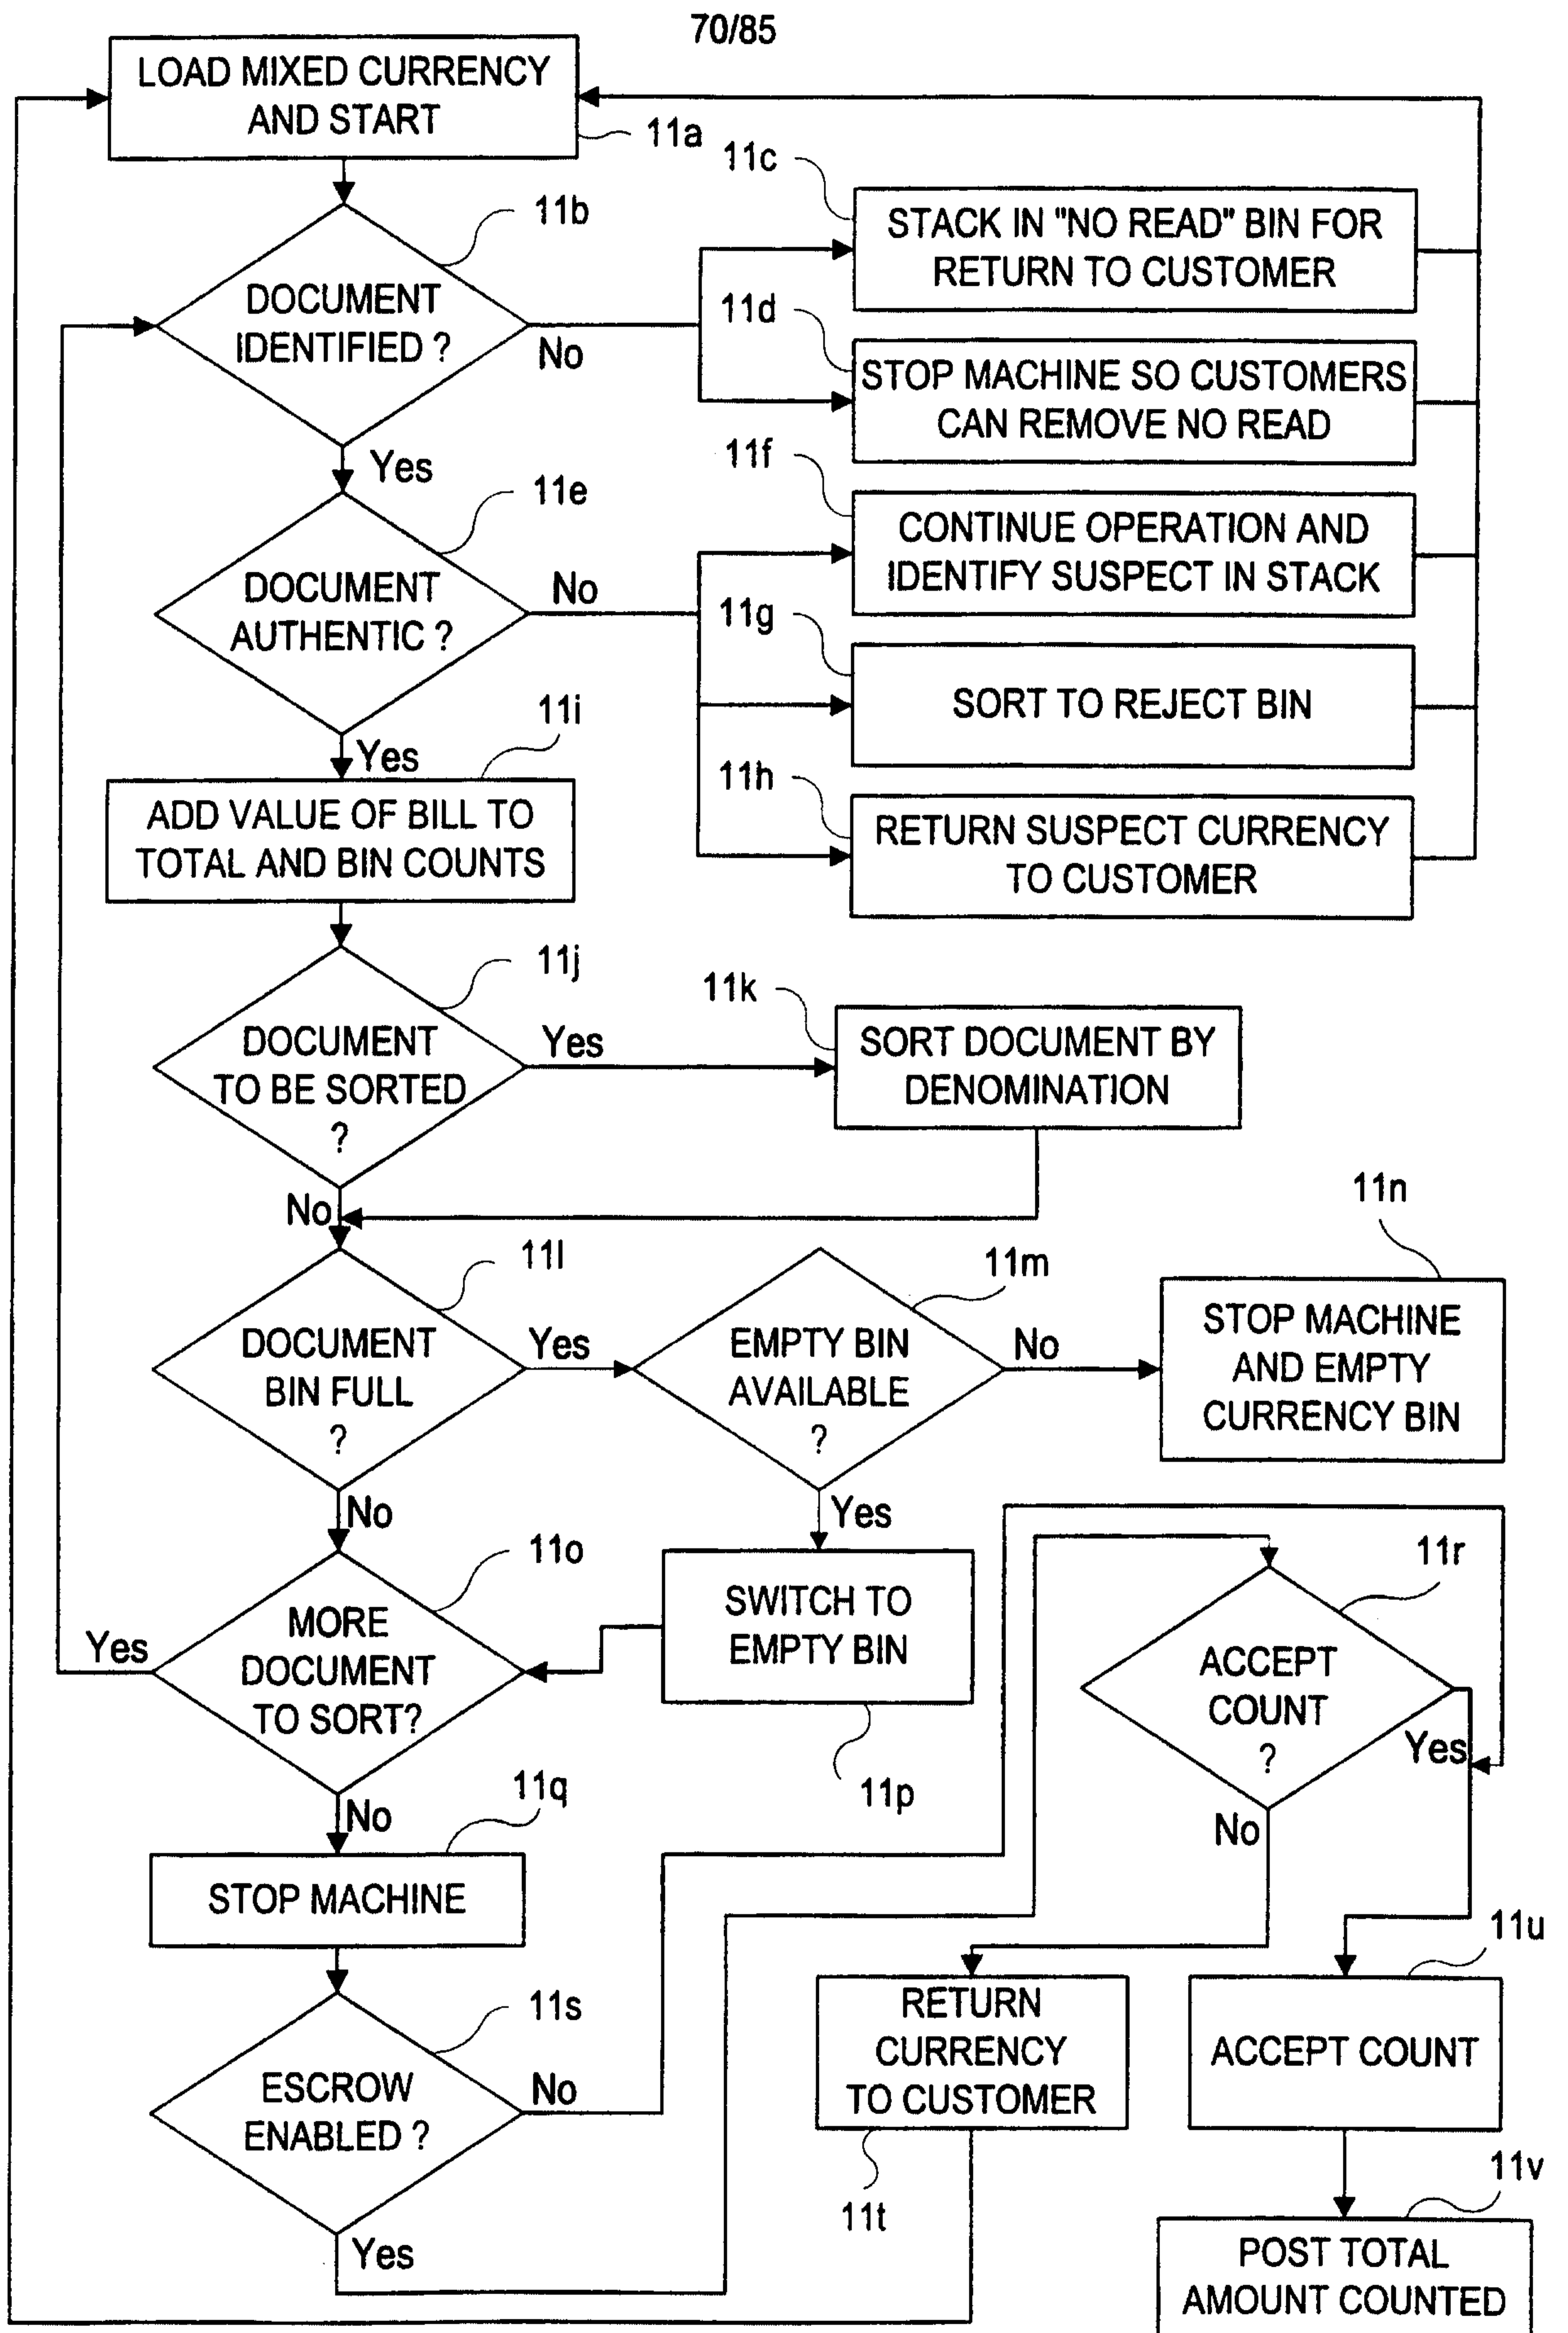 70/85
LOAD MIXED CURRENCY
AND START
11a
11b
DOCUMENT
IDENTIFIED ?
No
Yes
11c
STACK IN "NO READ" BIN FOR
RETURN TO CUSTOMER
11d
STOP MACHINE SO CUSTOMERS
CAN REMOVE NO READ
11e
DOCUMENT
AUTHENTIC ?
No
Yes
11f
CONTINUE OPERATION AND
IDENTIFY SUSPECT IN STACK
11g
SORT TO REJECT BIN
11h
RETURN SUSPECT CURRENCY
TO CUSTOMER
11i
ADD VALUE OF BILL TO
TOTAL AND BIN COUNTS
11j
DOCUMENT
TO BE SORTED
?
Yes
No
11k
SORT DOCUMENT BY
DENOMINATION
11l
DOCUMENT
BIN FULL
?
Yes
No
11m
EMPTY BIN
AVAILABLE
?
No
Yes
11n
STOP MACHINE
AND EMPTY
CURRENCY BIN
11o
MORE
DOCUMENT
TO SORT?
Yes
No
SWITCH TO
EMPTY BIN
11p
11r
ACCEPT
COUNT
?
Yes
No
11q
STOP MACHINE
11s
ESCROW
ENABLED ?
No
Yes
RETURN
CURRENCY
TO CUSTOMER
11t
11u
ACCEPT COUNT
11v
POST TOTAL
AMOUNT COUNTED